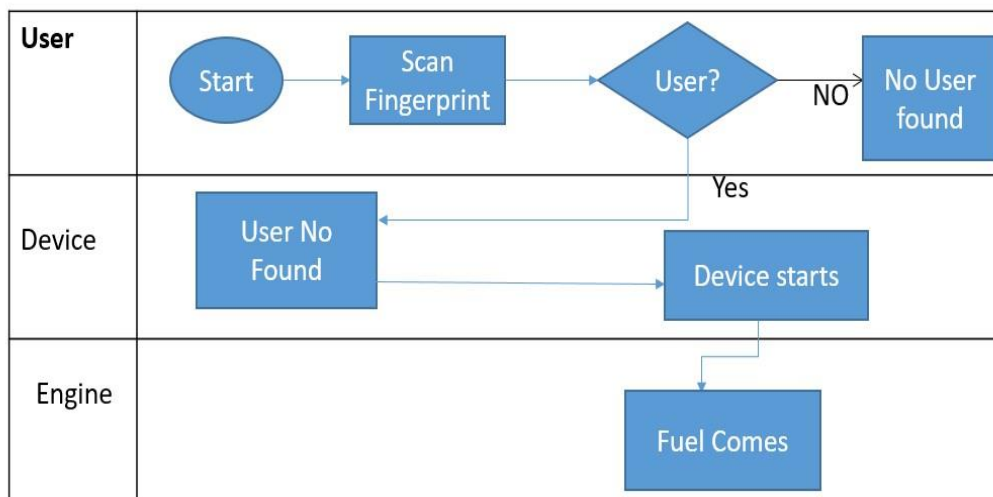 User
Start
Scan
Fingerprint
User?
NO
No User
found
Yes
Device
User No
Found
Device starts
Engine
Fuel Comes